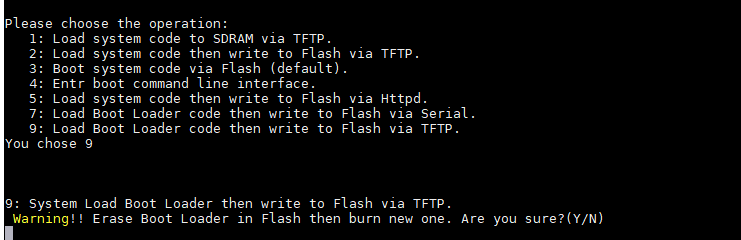 Please choose the operation:
   1: Load system code to SDRAM via TFTP.
   2: Load system code then write to Flash via TFTP.
   3: Boot system code via Flash (default).
   4: Entr boot command line interface.
   5: Load system code then write to Flash via Httpd.
   7: Load Boot Loader code then write to Flash via Serial.
   9: Load Boot Loader code then write to Flash via TFTP.
You chose 9
9: System Load Boot Loader then write to Flash via TFTP.
 Warning!! Erase Boot Loader in Flash then burn new one. Are you sure?(Y/N)